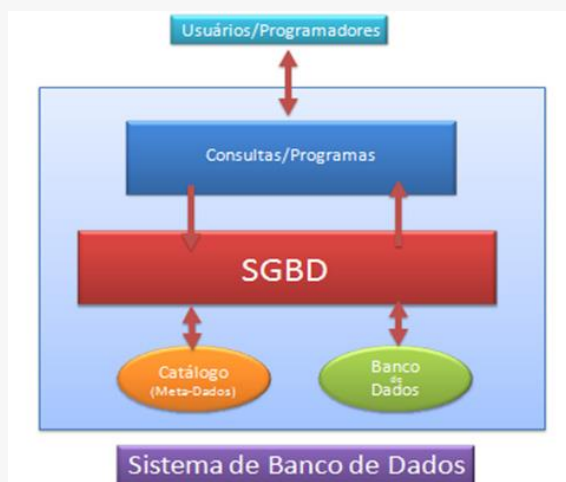 Usuários/Programadores
Consultas/Programas
SGBD
Catálogo
(Meta-Dados)
Banco
de
Dados
Sistema de Banco de Dados